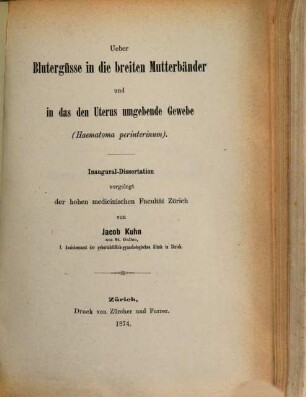 Ueber
Blutergüsse in die breiten Mutterbänder
und
in das den Uterus umgebende Gewebe
(Haematoma periuterinum).
Inaugural-Dissertation
vorgelegt
der hohen medicinischen Facultät Zürich
von
Jacob Kuhn
aus St. Gallen,
I. Assistenzarzt der geburtshülflich-gynaekologischen Klinik in Zürich.
Zürich,
Druck von Zürcher und Furrer.
1874.